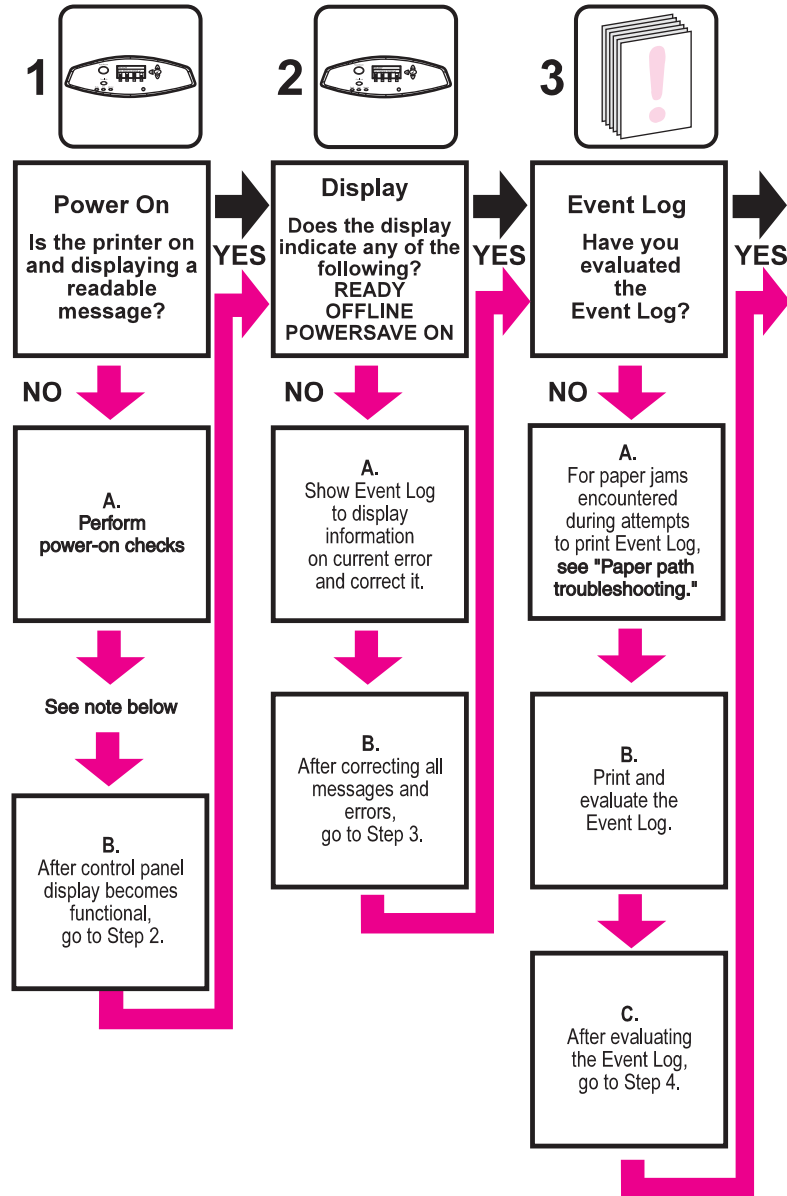 1
2
3
Power On
Is the printer on
and displaying a
readable
message?
YES
NO
A.
Perform
power-on checks
See note below
B.
After control panel
display becomes
functional,
go to Step 2.
Display
Does the display
indicate any of the
following?
READY
OFFLINE
POWERSAVE ON
YES
NO
A.
Show Event Log
to display
information
on current error
and correct it.
B.
After correcting all
messages and
errors,
go to Step 3.
Event Log
Have you
evaluated
the
Event Log?
YES
NO
A.
For paper jams
encountered
during attempts
to print Event Log,
see "Paper path
troubleshooting."
B.
Print and
evaluate the
Event Log.
C.
After evaluating
the Event Log,
go to Step 4.